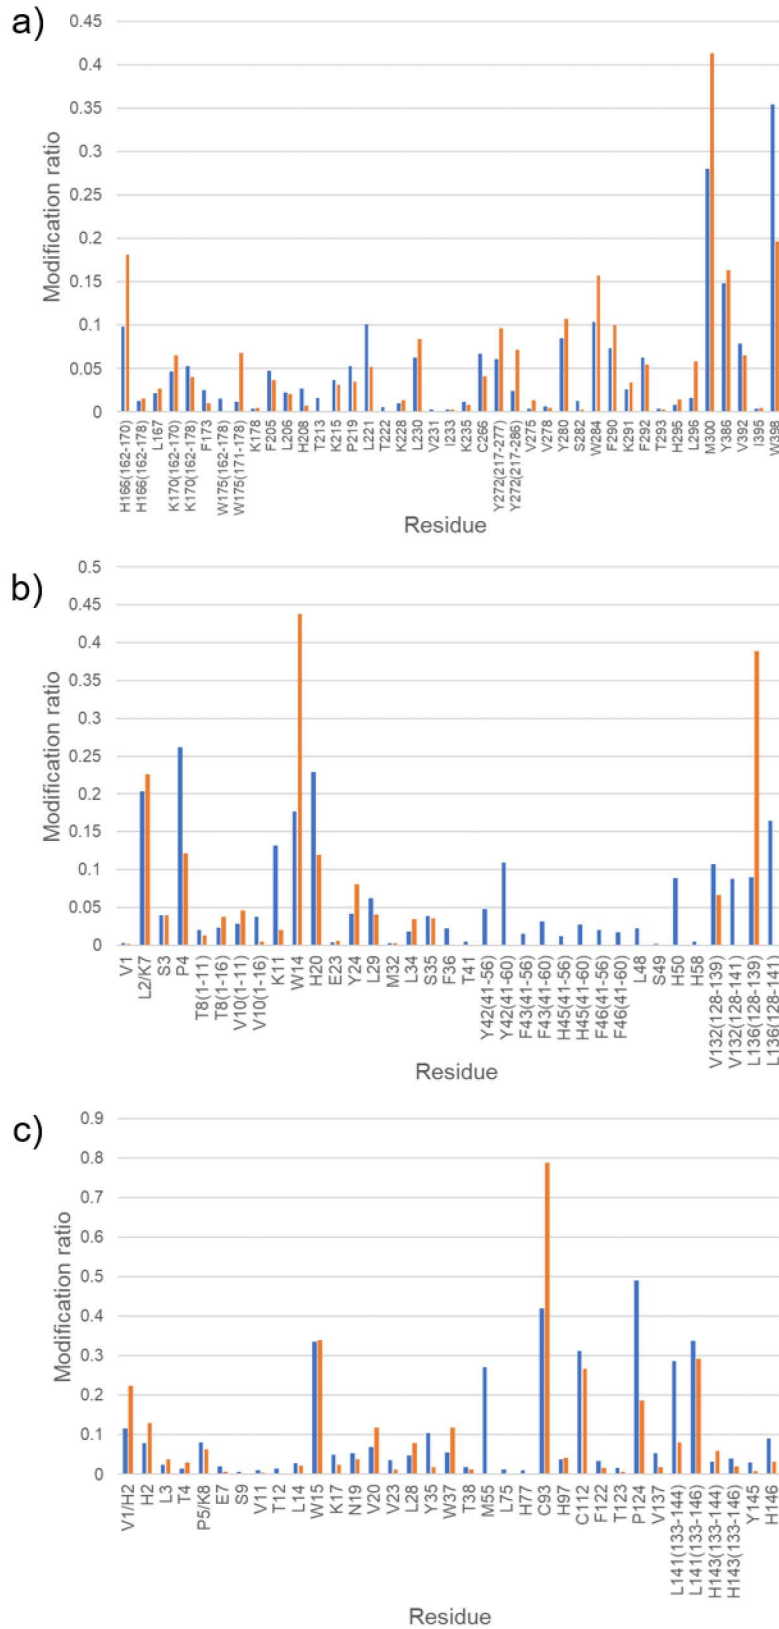 a)
0.45
0.4
0.35
0.3
0.25
0.2
0.15
0.1
0.05
0
Modification ratio
H166(162-170)
H166(162-178)
L167
K170(162-170)
K170(162-178)
F173
W175(162-178)
W175(171-178)
K178
F205
L206
H208
T213
K215
P219
L221
T222
K228
L230
V231
I233
K235
C266
Y272(217-277)
Y272(217-286)
V275
V278
Y280
S282
W284
F290
K291
F292
T293
H295
L296
M300
Y386
V392
I395
W398
Residue
b)
0.5
0.45
0.4
0.35
0.3
0.25
0.2
0.15
0.1
0.05
0
Modification ratio
V1
L2/K7
S3
P4
T8(1-11)
T8(1-16)
V10(1-11)
V10(1-16)
K11
W14
H20
E23
Y24
L29
M32
L34
S35
F36
T41
Y42(41-56)
Y42(41-60)
F43(41-56)
F43(41-60)
H45(41-56)
H45(41-60)
F46(41-56)
F46(41-60)
L48
S49
H50
H58
V132(128-139)
V132(128-141)
L136(128-139)
L136(128-141)
Residue
c)
0.9
0.8
0.7
0.6
0.5
0.4
0.3
0.2
0.1
0
Modification ratio
V1/H2
H2
L3
T4
P5/K8
E7
S9
V11
T12
L14
W15
K17
N19
V20
V23
L28
Y35
W37
T38
M55
L75
H77
C93
H97
C112
F122
T123
P124
V137
L141(133-144)
L141(133-146)
H143(133-144)
H143(133-146)
Y145
H146
Residue